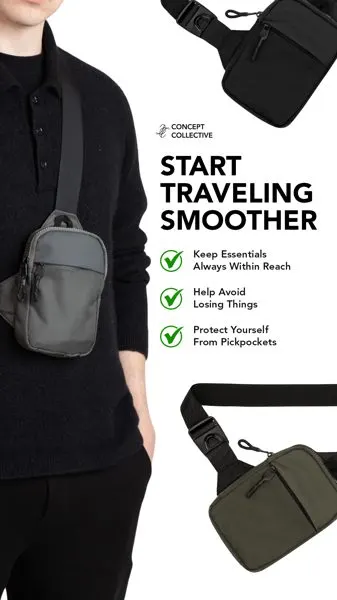 CONCEPT
COLLECTIVE
START
TRAVELING
SMOOTHER
Keep Essentials
Always Within Reach
Help Avoid
Losing Things
Protect Yourself
From Pickpockets